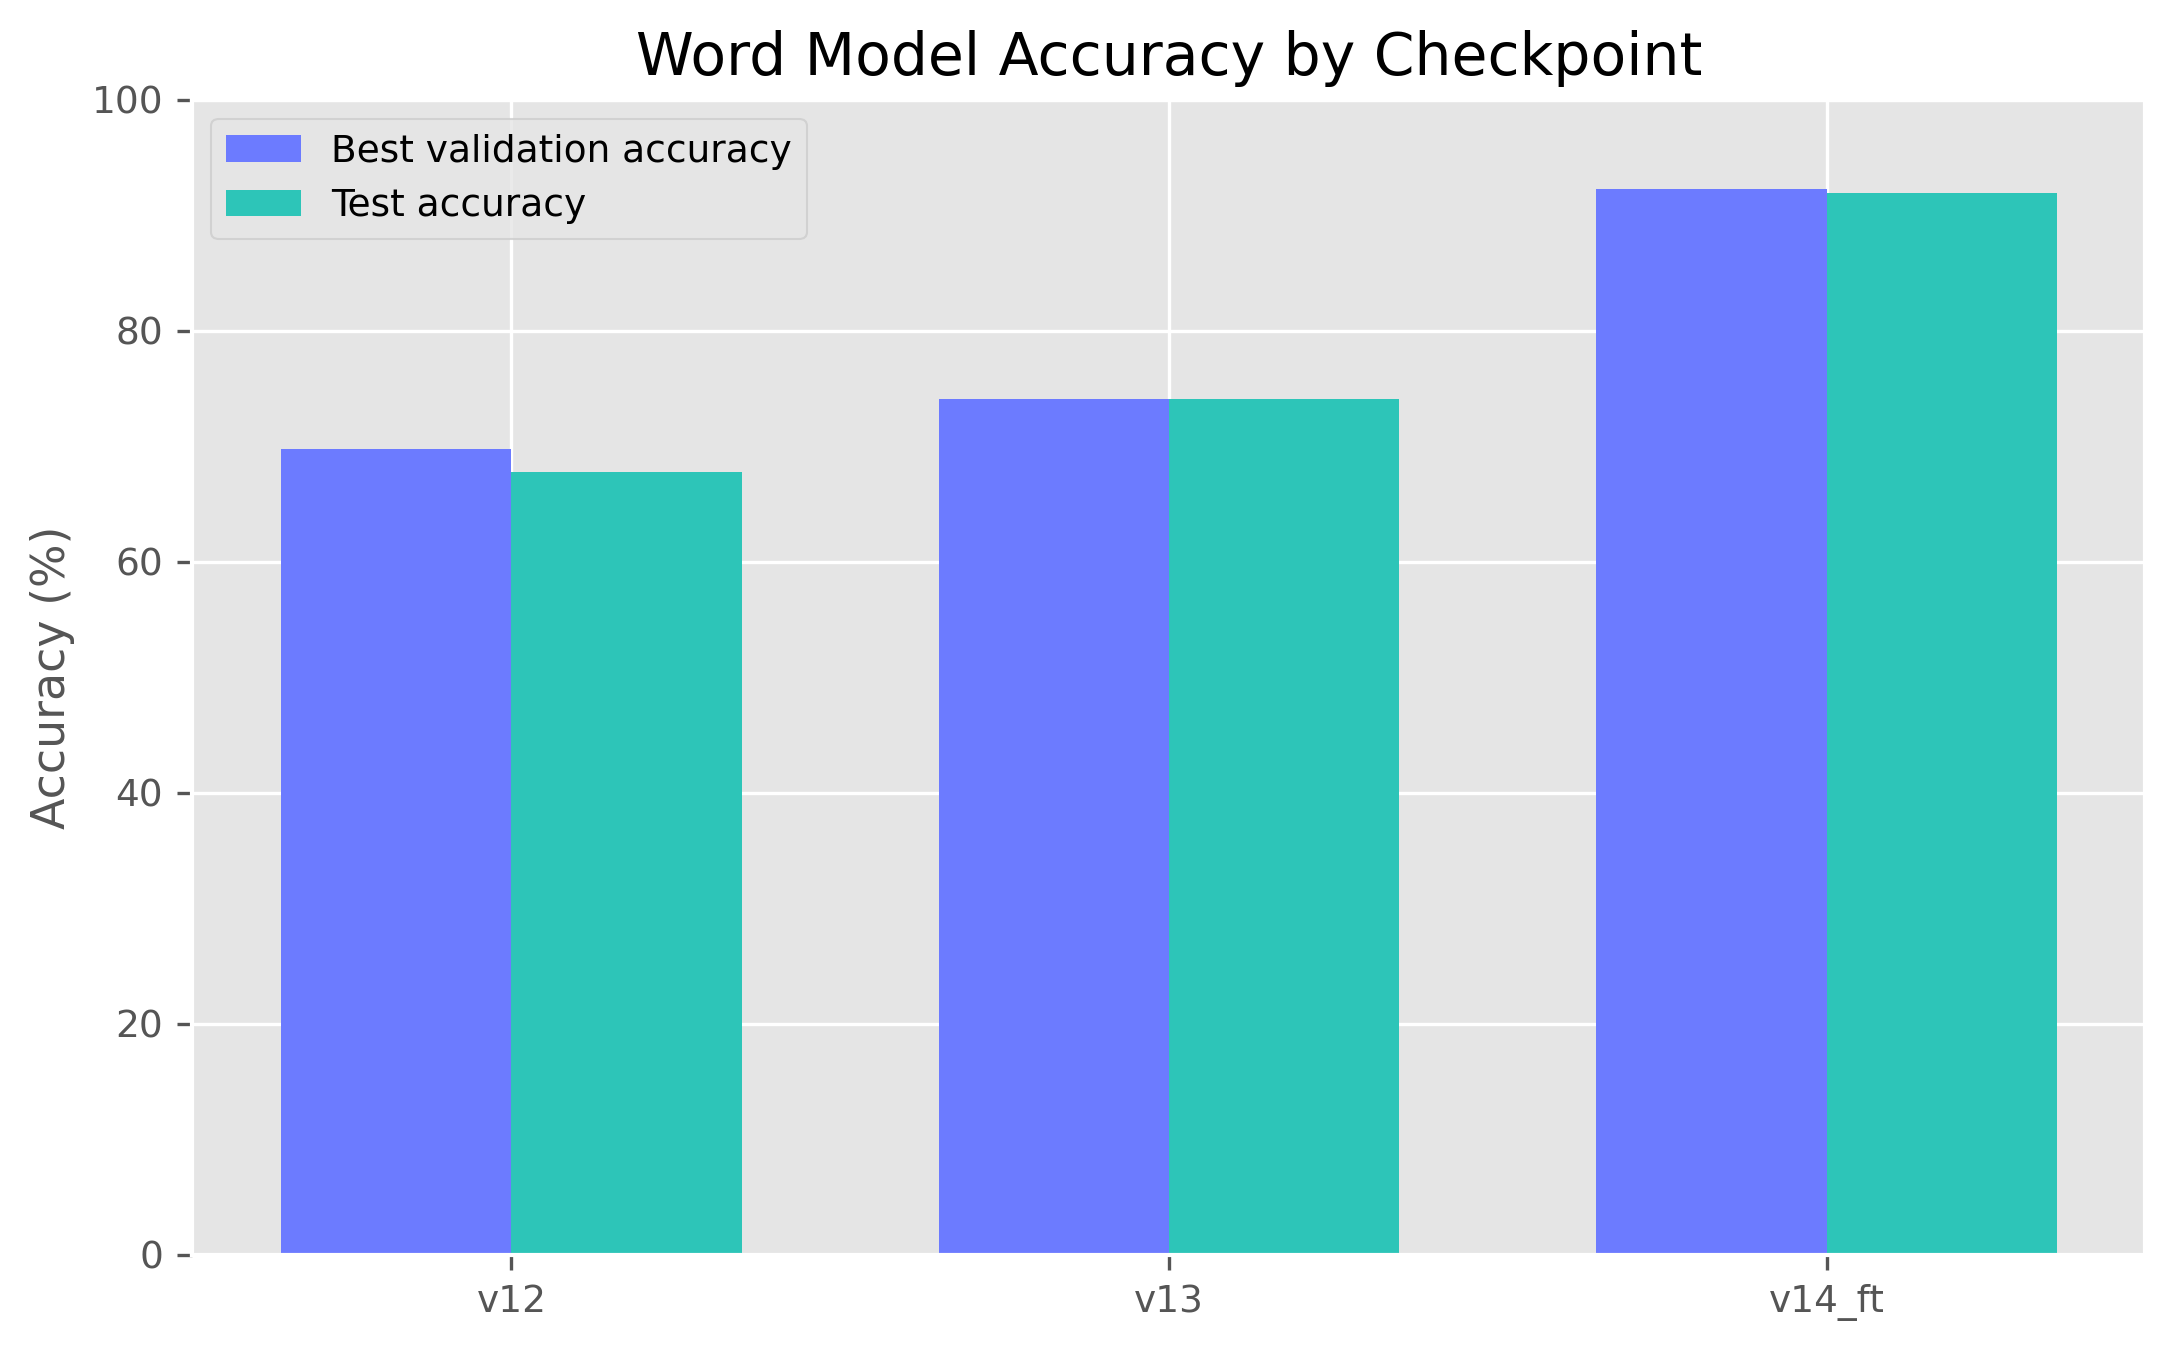 Word Model Accuracy by Checkpoint
100
80
60
40
20
0
Accuracy (%)
Best validation accuracy
Test accuracy
v12
v13
v14_ft